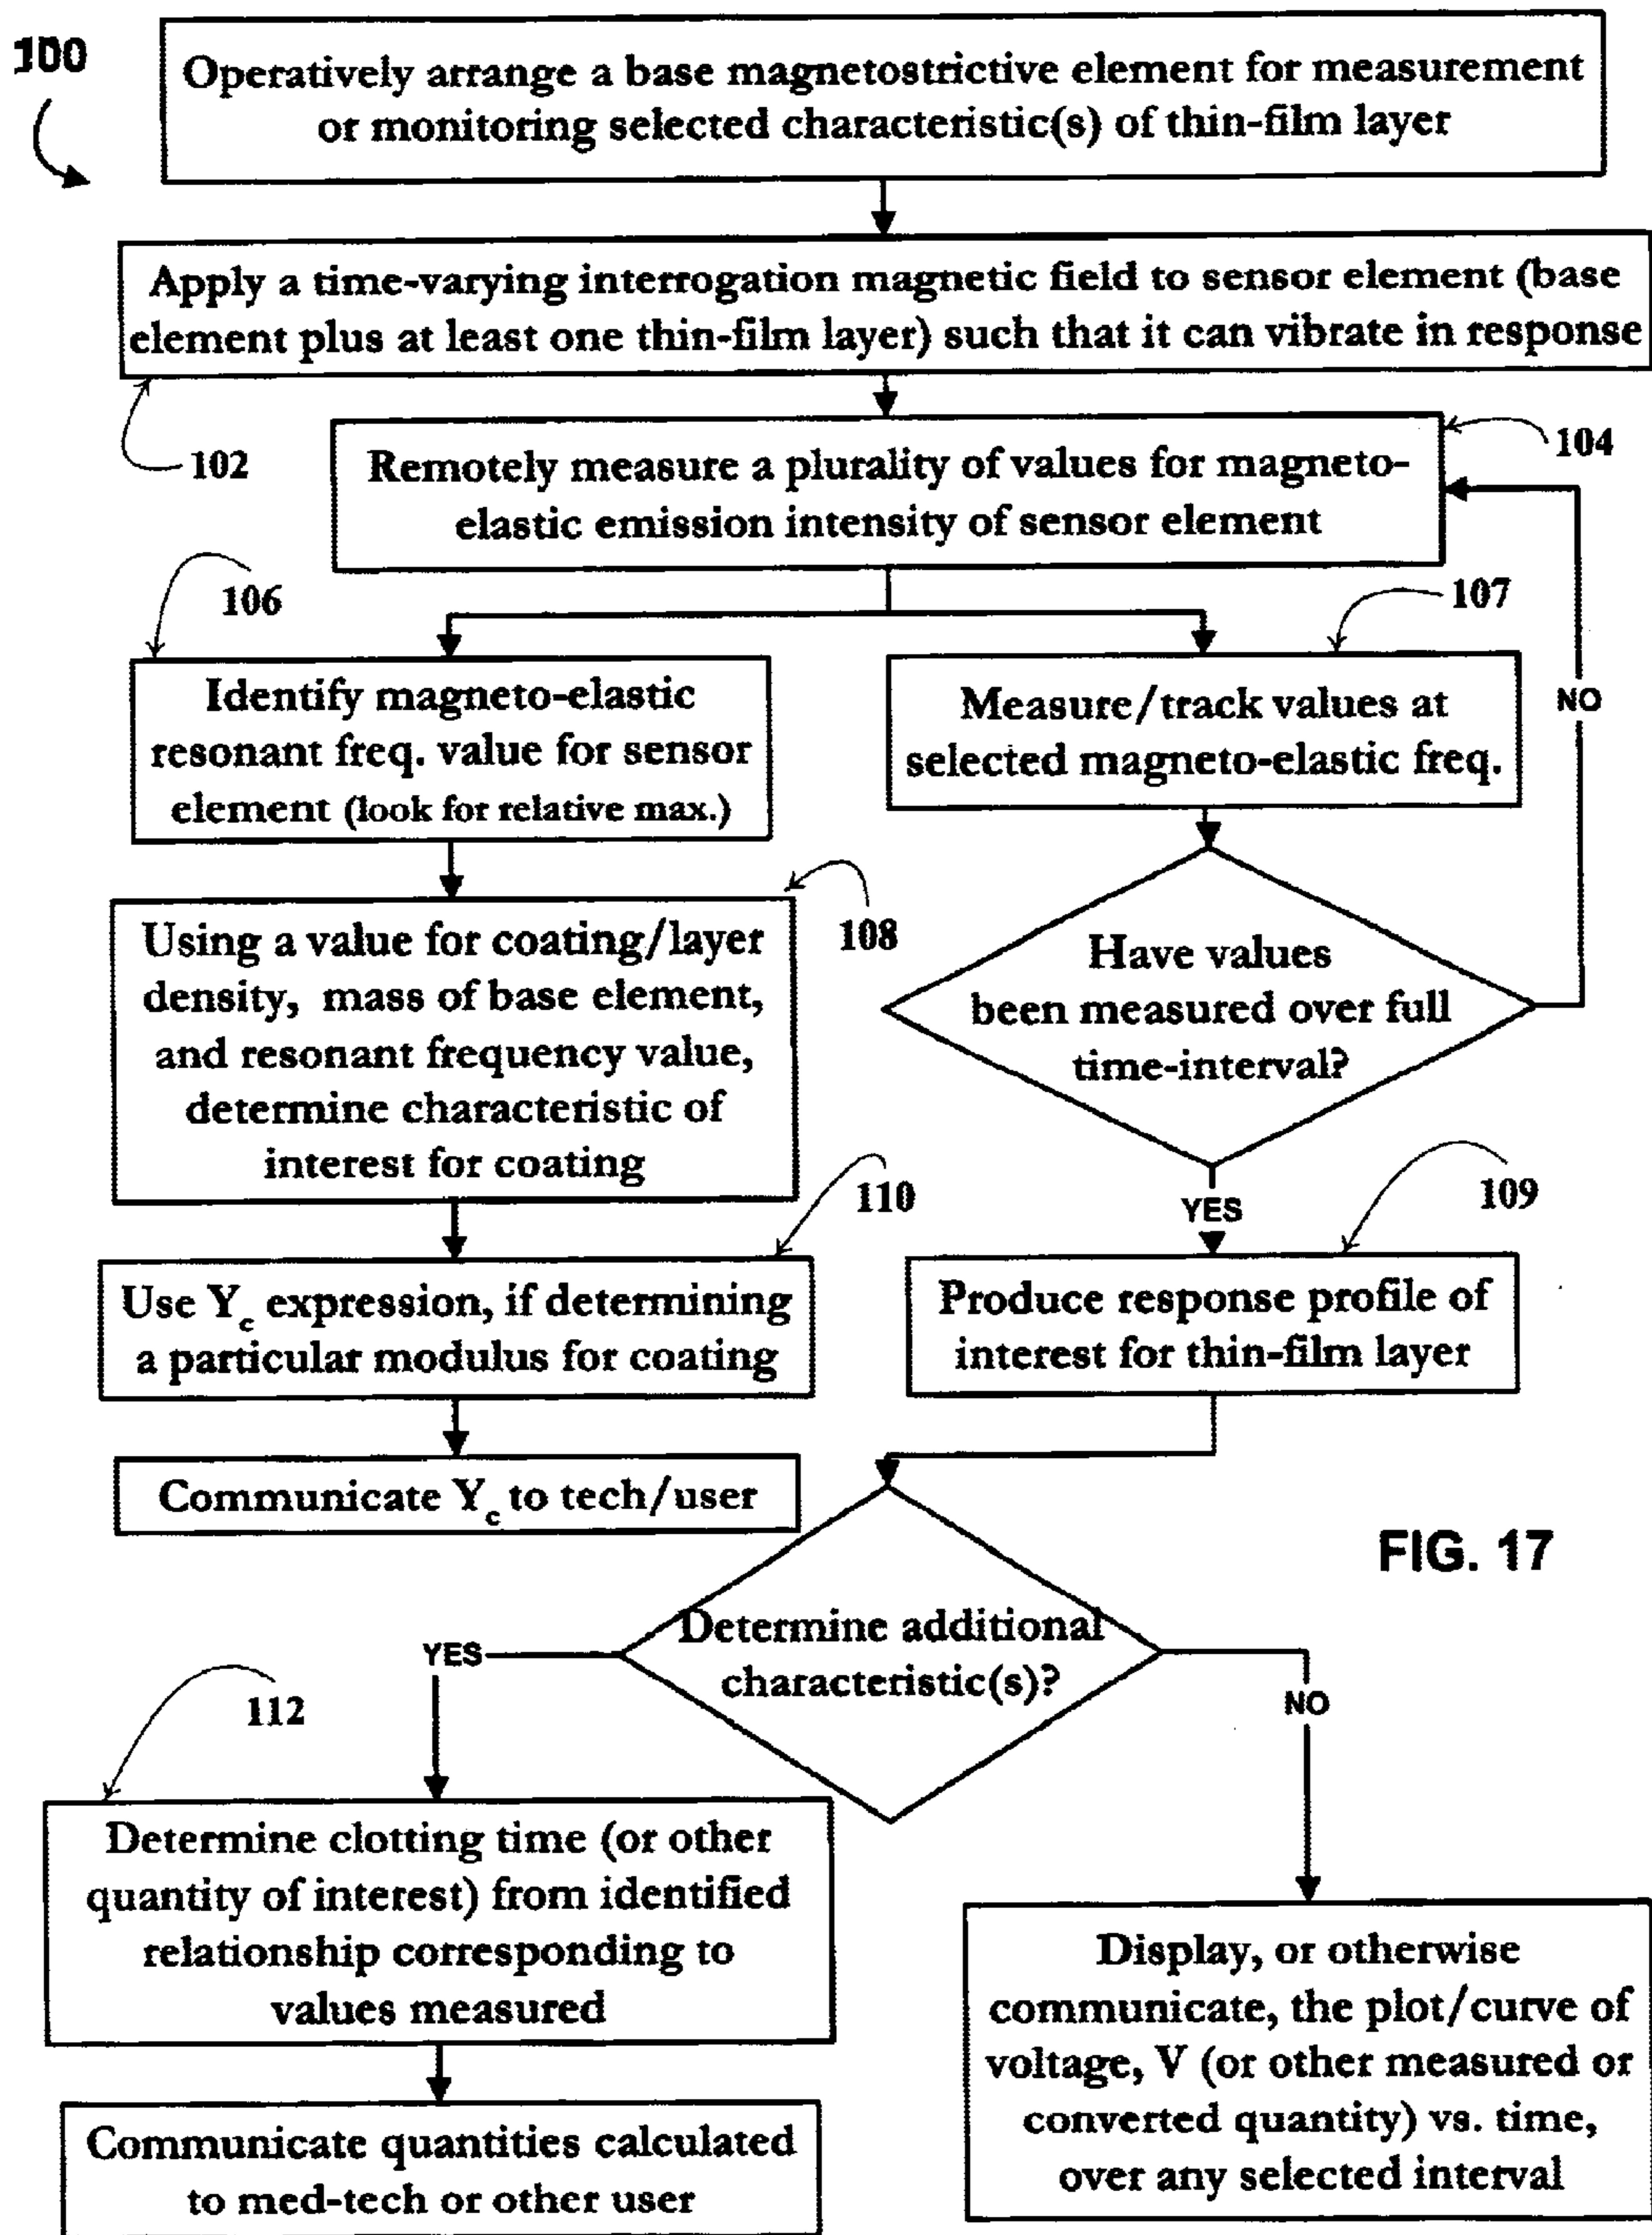 100
Operatively arrange a base magnetostrictive element for measurement
or monitoring selected characteristic(s) of thin-film layer
Apply a time-varying interrogation magnetic field to sensor element (base
element plus at least one thin-film layer) such that it can vibrate in response
102
104
Remotely measure a plurality of values for magneto-
elastic emission intensity of sensor element
106
107
Identify magneto-elastic
resonant freq. value for sensor
element (look for relative max.)
Measure/track values at
selected magneto-elastic freq.
NO
108
Using a value for coating/layer
density, mass of base element,
and resonant frequency value,
determine characteristic of
interest for coating
Have values
been measured over full
time-interval?
110
YES
109
Use Yc expression, if determining
a particular modulus for coating
Produce response profile of
interest for thin-film layer
Communicate Yc to tech/user
FIG. 17
Determine additional
characteristic(s)?
YES
NO
112
Determine clotting time (or other
quantity of interest) from identified
relationship corresponding to
values measured
Display, or otherwise
communicate, the plot/curve of
voltage, V (or other measured or
converted quantity) vs. time,
over any selected interval
Communicate quantities calculated
to med-tech or other user